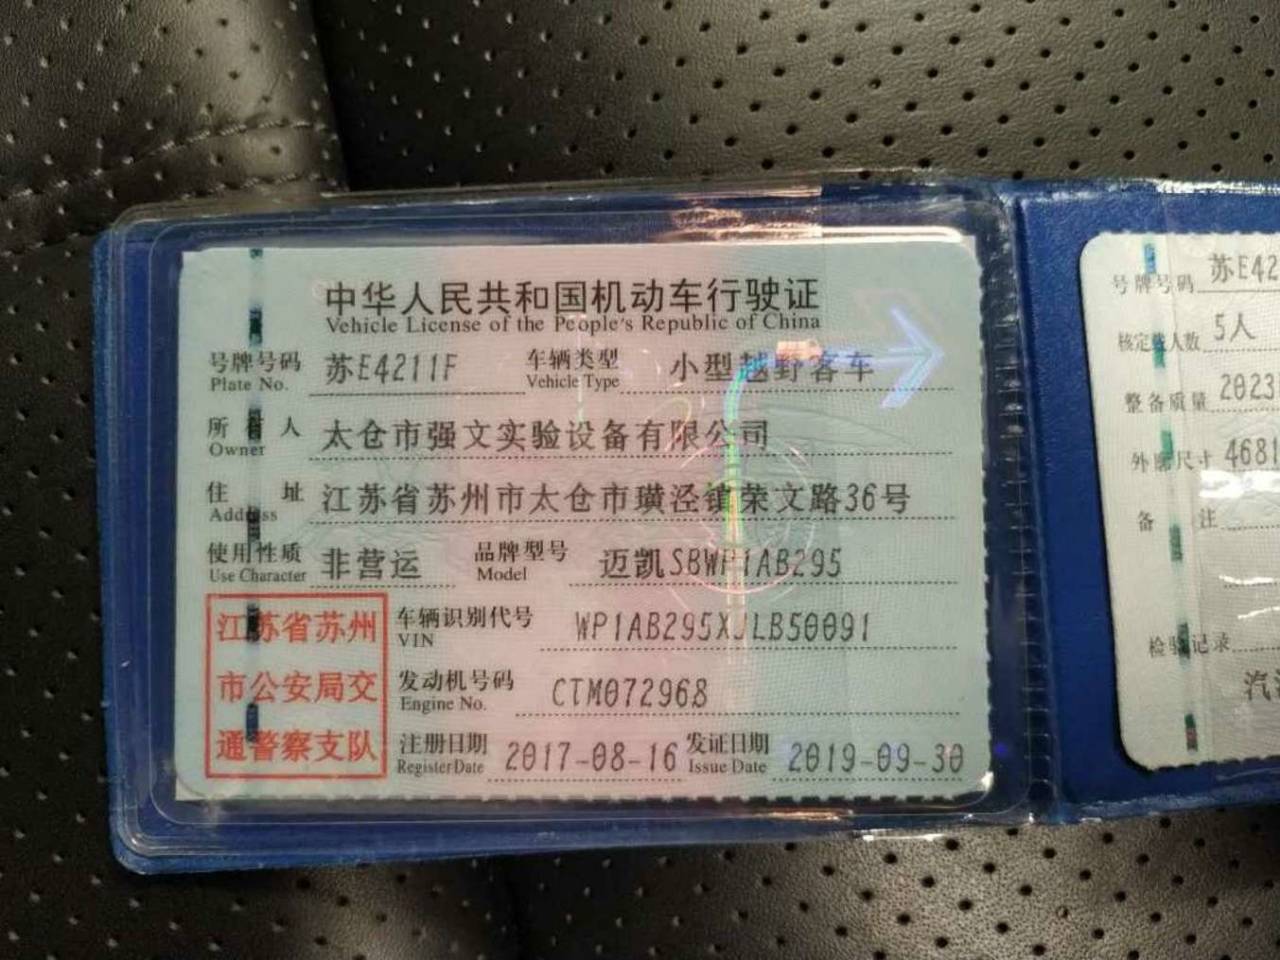 中华人民共和国机动车行驶证
Vehicle License of the People's Republic of China
号牌号码 苏E4211F 车辆类型 小型越野客车
Plate No. Vehicle Type
所有人 太仓市强文实验设备有限公司
Owner
住址 江苏省苏州市太仓市璜泾镇荣文路36号
Address
使用性质 非营运 品牌型号 迈凯SBWP1AB295
Use Character Model
江苏省苏州
市公安局交
通警察支队
车辆识别代号 WP1AB295XJLB50091
VIN
发动机号码 CTM072968
Engine No.
注册日期 2017-08-16 发证日期 2019-09-30
Register Date Issue Date
号牌号码 苏E42
核定载人数 5人
整备质量 2023
外廓尺寸 4681
备注
检验记录